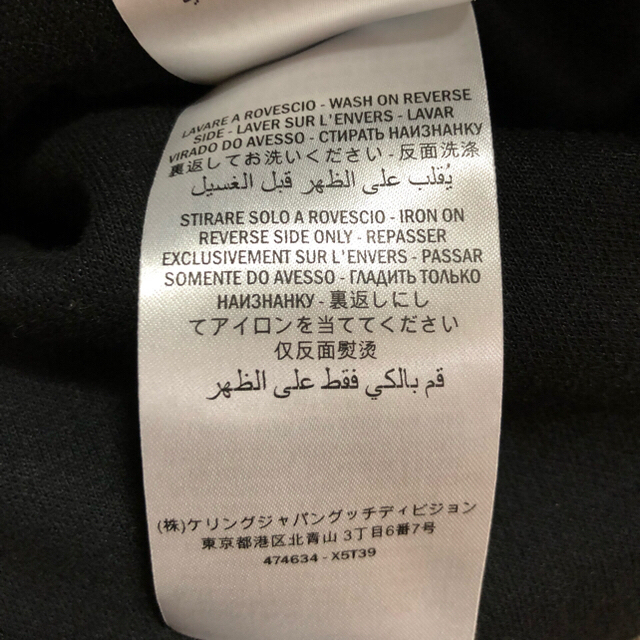 LAVARE A ROVESCIO - WASH ON REVERSE
SIDE - LAVER SUR L'ENVERS - LAVAR
VIRADO DO AVESSO - СТИРАТЬ НАИЗНАНКУ
裏返してお洗いください - 反面洗涤
يُقلب على الظهر قبل الغسيل
STIRARE SOLO A ROVESCIO - IRON ON
REVERSE SIDE ONLY - REPASSER
EXCLUSIVEMENT SUR L'ENVERS - PASSAR
SOMENTE DO AVESSO - ГЛАДИТЬ ТОЛЬКО
НАИЗНАНКУ - 裏返しにし
てアイロンを当ててください
仅反面熨烫
قم بالكي فقط على الظهر
(株)ケリングジャパングッチディビジョン
東京都港区北青山 3丁目6番7号
474634 - X5T39